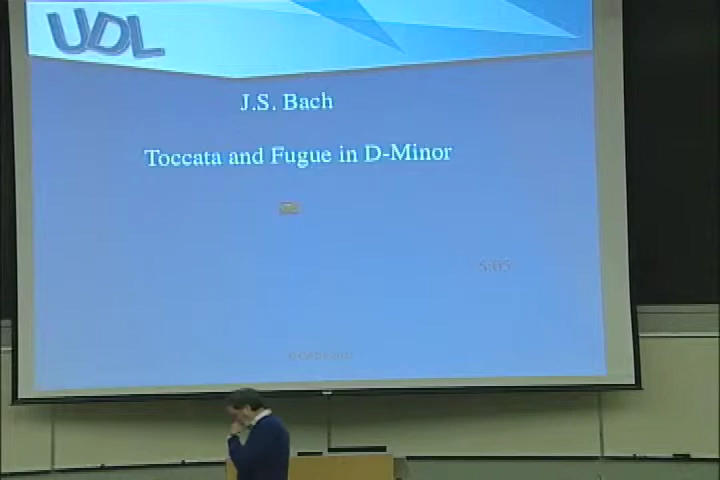 UDL
J.S. Bach
Toccata and Fugue in D-Minor
5:05